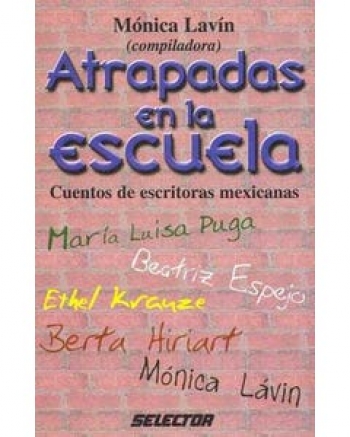 Mónica Lavín
(compiladora)
Atrapadas
en la
escuela
Cuentos de escritoras mexicanas
María Luisa Puga
Beatriz Espejo
Ethel Krauze
Berta Hiriart
Mónica Lávin
SELECTOR